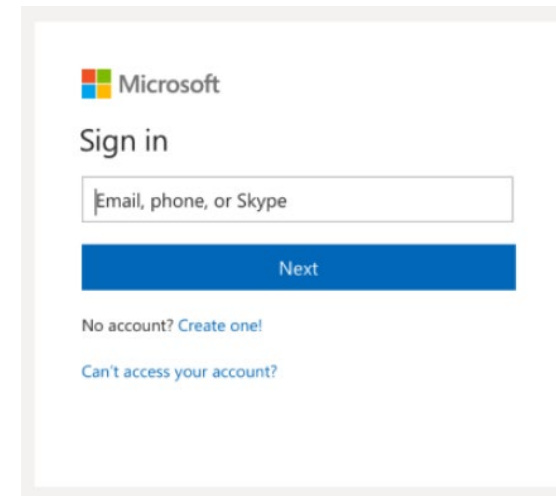 Microsoft
Sign in
Email, phone, or Skype
Next
No account? Create one!
Can't access your account?